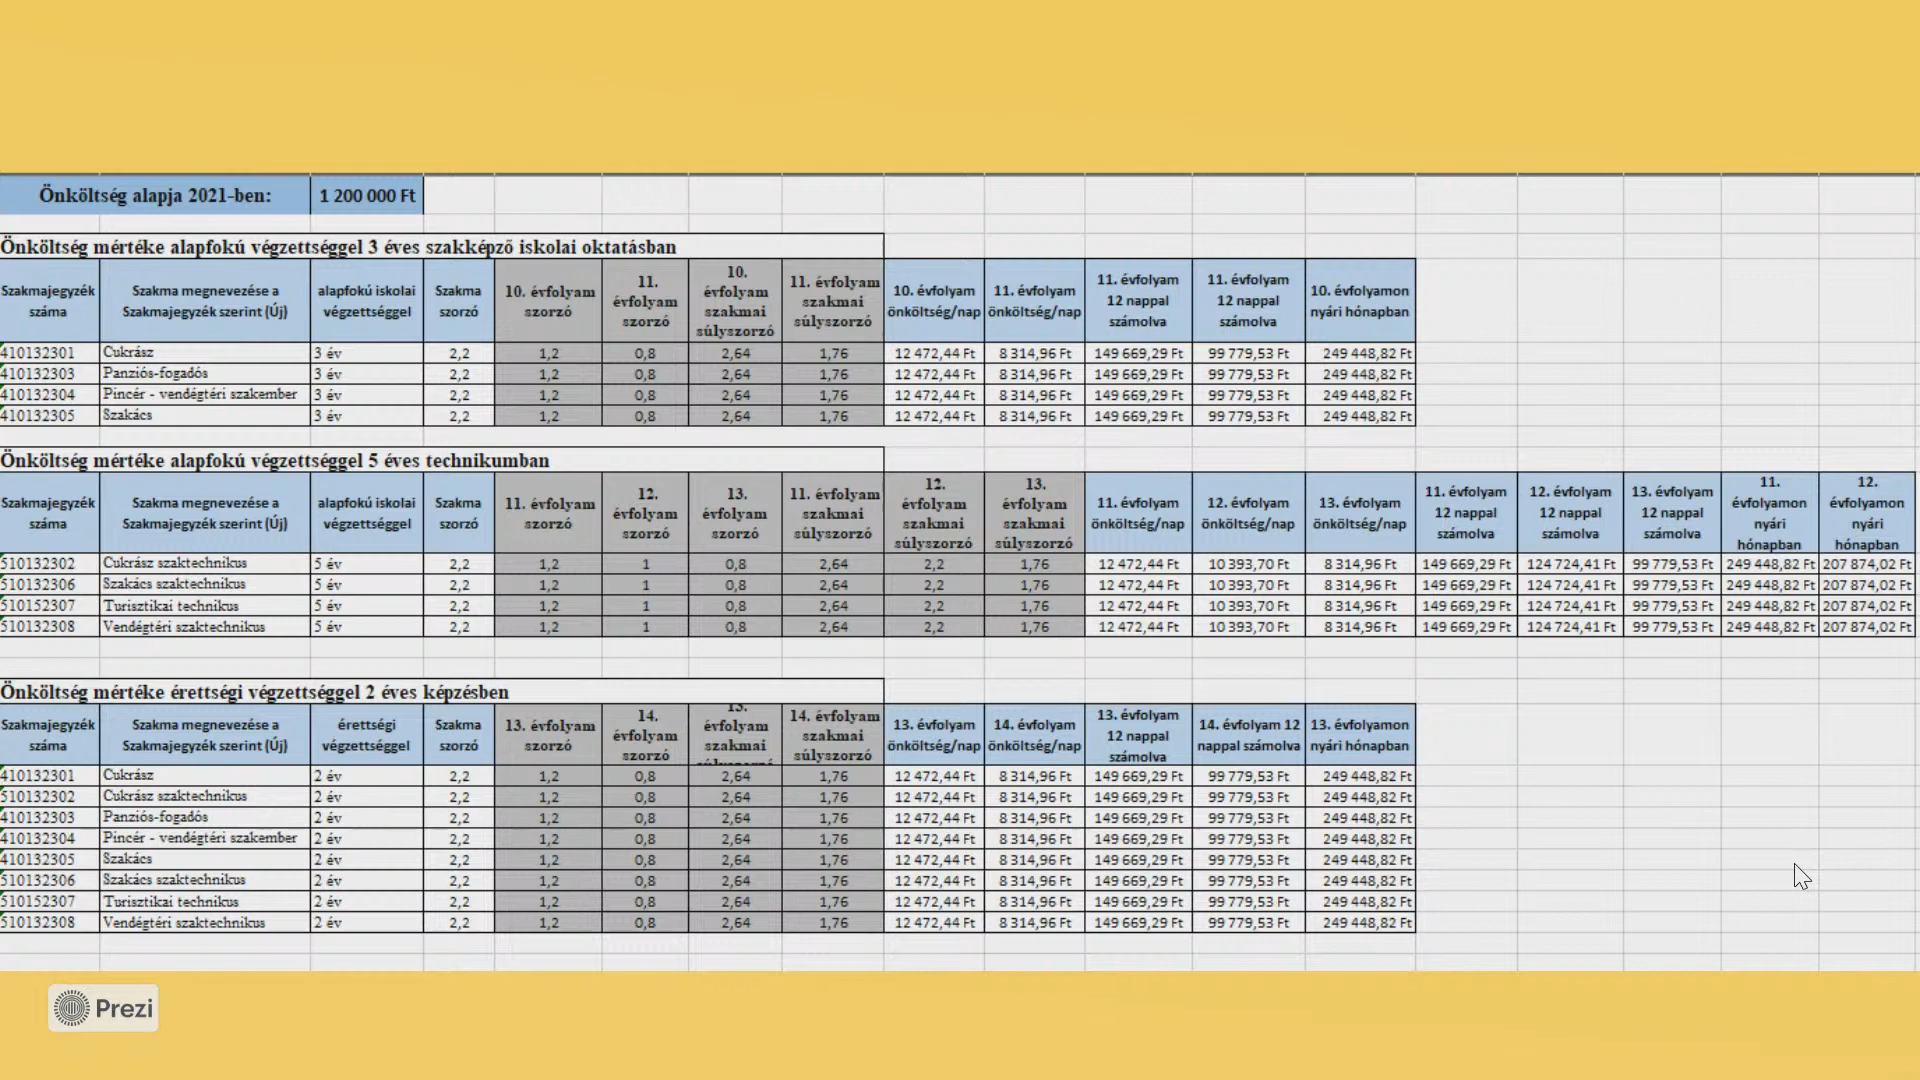 Önköltség alapja 2021-ben: 1 200 000 Ft
Önköltség mértéke alapfokú végzettséggel 3 éves szakképző iskolai oktatásban
Szakmajegyzék száma | Szakma megnevezése a Szakmajegyzék szerint (Új) | alapfokú iskolai végzettséggel | Szakma szorzó | 10. évfolyam szorzó | 11. évfolyam szorzó | 10. évfolyam szakmai súlyszorzó | 11. évfolyam szakmai súlyszorzó | 10. évfolyam önköltség/nap | 11. évfolyam önköltség/nap | 11. évfolyam 12 nappal számolva | 11. évfolyam 12 nappal számolva | 10. évfolyamon nyári hónapban
410132301 Cukrász 3 év 2,2 1,2 0,8 2,64 1,76 12 472,44 Ft 8 314,96 Ft 149 669,29 Ft 99 779,53 Ft 249 448,82 Ft
410132303 Panziós-fogadós 3 év 2,2 1,2 0,8 2,64 1,76 12 472,44 Ft 8 314,96 Ft 149 669,29 Ft 99 779,53 Ft 249 448,82 Ft
410132304 Pincér - vendégtéri szakember 3 év 2,2 1,2 0,8 2,64 1,76 12 472,44 Ft 8 314,96 Ft 149 669,29 Ft 99 779,53 Ft 249 448,82 Ft
410132305 Szakács 3 év 2,2 1,2 0,8 2,64 1,76 12 472,44 Ft 8 314,96 Ft 149 669,29 Ft 99 779,53 Ft 249 448,82 Ft
Önköltség mértéke alapfokú végzettséggel 5 éves technikumban
Szakmajegyzék száma | Szakma megnevezése a Szakmajegyzék szerint (Új) | alapfokú iskolai végzettséggel | Szakma szorzó | 11. évfolyam szorzó | 12. évfolyam szorzó | 13. évfolyam szorzó | 11. évfolyam szakmai súlyszorzó | 12. évfolyam szakmai súlyszorzó | 13. évfolyam szakmai súlyszorzó | 11. évfolyam önköltség/nap | 12. évfolyam önköltség/nap | 13. évfolyam önköltség/nap | 11. évfolyam 12 nappal számolva | 12. évfolyam 12 nappal számolva | 13. évfolyam 12 nappal számolva | 11. évfolyamon nyári hónapban | 12. évfolyamon nyári hónapban
510132302 Cukrász szaktechnikus 5 év 2,2 1,2 1 0,8 2,64 2,2 1,76 12 472,44 Ft 10 393,70 Ft 8 314,96 Ft 149 669,29 Ft 124 724,41 Ft 99 779,53 Ft 249 448,82 Ft 207 874,02 Ft
510132306 Szakács szaktechnikus 5 év 2,2 1,2 1 0,8 2,64 2,2 1,76 12 472,44 Ft 10 393,70 Ft 8 314,96 Ft 149 669,29 Ft 124 724,41 Ft 99 779,53 Ft 249 448,82 Ft 207 874,02 Ft
510152307 Turisztikai technikus 5 év 2,2 1,2 1 0,8 2,64 2,2 1,76 12 472,44 Ft 10 393,70 Ft 8 314,96 Ft 149 669,29 Ft 124 724,41 Ft 99 779,53 Ft 249 448,82 Ft 207 874,02 Ft
510132308 Vendégtéri szaktechnikus 5 év 2,2 1,2 1 0,8 2,64 2,2 1,76 12 472,44 Ft 10 393,70 Ft 8 314,96 Ft 149 669,29 Ft 124 724,41 Ft 99 779,53 Ft 249 448,82 Ft 207 874,02 Ft
Önköltség mértéke érettségi végzettséggel 2 éves képzésben
Szakmajegyzék száma | Szakma megnevezése a Szakmajegyzék szerint (Új) | érettségi végzettséggel | Szakma szorzó | 13. évfolyam szorzó | 14. évfolyam szorzó | évfolyam szakmai | 14. évfolyam szakmai súlyszorzó | 13. évfolyam önköltség/nap | 14. évfolyam önköltség/nap | 13. évfolyam 12 nappal számolva | 14. évfolyam 12 nappal számolva | 13. évfolyamon nyári hónapban
410132301 Cukrász 2 év 2,2 1,2 0,8 2,64 1,76 12 472,44 Ft 8 314,96 Ft 149 669,29 Ft 99 779,53 Ft 249 448,82 Ft
510132302 Cukrász szaktechnikus 2 év 2,2 1,2 0,8 2,64 1,76 12 472,44 Ft 8 314,96 Ft 149 669,29 Ft 99 779,53 Ft 249 448,82 Ft
410132303 Panziós-fogadós 2 év 2,2 1,2 0,8 2,64 1,76 12 472,44 Ft 8 314,96 Ft 149 669,29 Ft 99 779,53 Ft 249 448,82 Ft
410132304 Pincér - vendégtéri szakember 2 év 2,2 1,2 0,8 2,64 1,76 12 472,44 Ft 8 314,96 Ft 149 669,29 Ft 99 779,53 Ft 249 448,82 Ft
410132305 Szakács 2 év 2,2 1,2 0,8 2,64 1,76 12 472,44 Ft 8 314,96 Ft 149 669,29 Ft 99 779,53 Ft 249 448,82 Ft
510132306 Szakács szaktechnikus 2 év 2,2 1,2 0,8 2,64 1,76 12 472,44 Ft 8 314,96 Ft 149 669,29 Ft 99 779,53 Ft 249 448,82 Ft
510152307 Turisztikai technikus 2 év 2,2 1,2 0,8 2,64 1,76 12 472,44 Ft 8 314,96 Ft 149 669,29 Ft 99 779,53 Ft 249 448,82 Ft
510132308 Vendégtéri szaktechnikus 2 év 2,2 1,2 0,8 2,64 1,76 12 472,44 Ft 8 314,96 Ft 149 669,29 Ft 99 779,53 Ft 249 448,82 Ft
Prezi